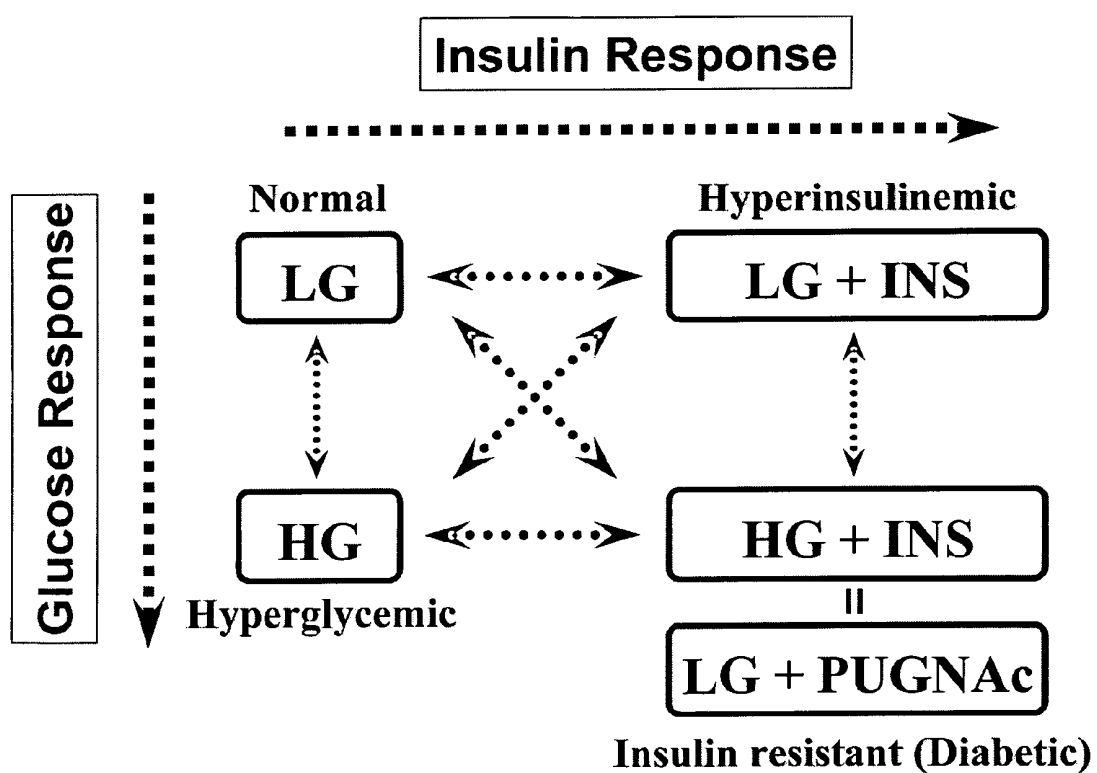 Insulin Response
Glucose Response
Normal
Hyperinsulinemic
LG
LG + INS
HG
HG + INS
Hyperglycemic
=
LG + PUGNAc
Insulin resistant (Diabetic)